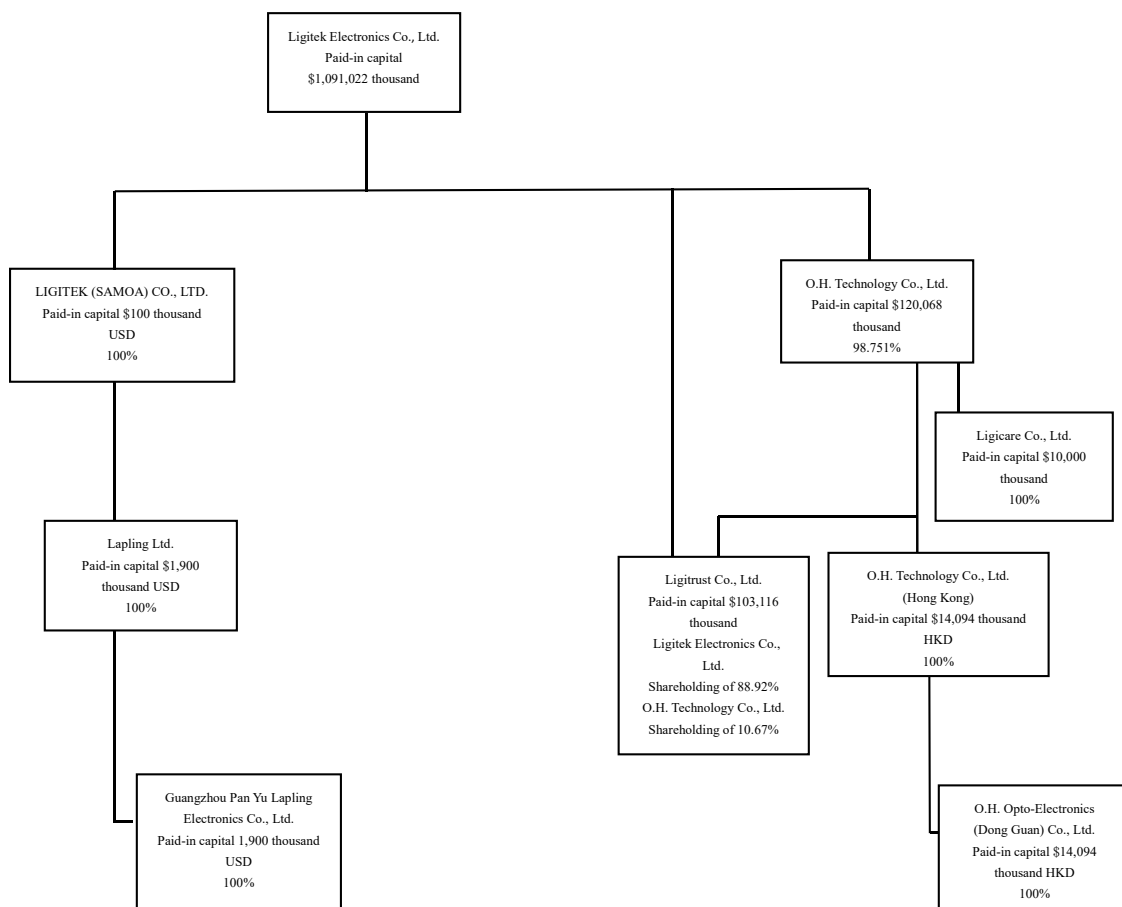 Ligitek Electronics Co., Ltd.
Paid-in capital
$1,091,022 thousand
LIGITEK (SAMOA) CO., LTD.
Paid-in capital $100 thousand
USD
100%
O.H. Technology Co., Ltd.
Paid-in capital $120,068
thousand
98.751%
Ligicare Co., Ltd.
Paid-in capital $10,000
thousand
100%
Lapling Ltd.
Paid-in capital $1,900
thousand USD
100%
Ligitrust Co., Ltd.
Paid-in capital $103,116
thousand
Ligitek Electronics Co.,
Ltd.
Shareholding of 88.92%
O.H. Technology Co., Ltd.
Shareholding of 10.67%
O.H. Technology Co., Ltd.
(Hong Kong)
Paid-in capital $14,094 thousand
HKD
100%
Guangzhou Pan Yu Lapling
Electronics Co., Ltd.
Paid-in capital 1,900 thousand
USD
100%
O.H. Opto-Electronics
(Dong Guan) Co., Ltd.
Paid-in capital $14,094
thousand HKD
100%